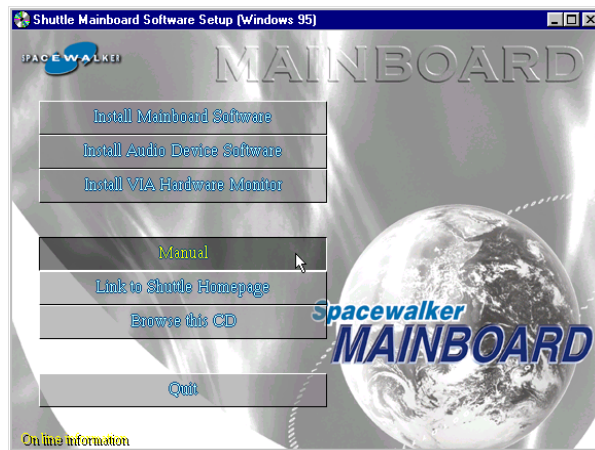 Shuttle Mainboard Software Setup (Windows 95)
SPACEWALKER
MAINBOARD
Install Mainboard Software
Install Audio Device Software
Install VIA Hardware Monitor
Manual
Link to Shuttle Homepage
Browse this CD
Spacewalker
MAINBOARD
Quit
On line information